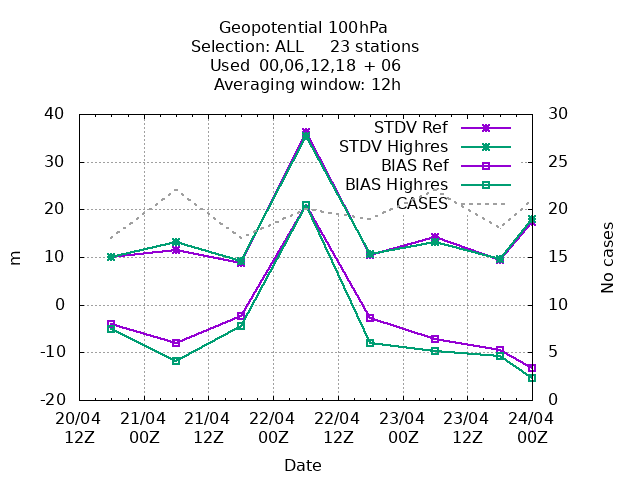 Geopotential 100hPa
Selection: ALL 23 stations
Used 00,06,12,18 + 06
Averaging window: 12h
STDV Ref
STDV Highres
BIAS Ref
BIAS Highres
CASES
40
30
20
10
0
-10
-20
m
30
25
20
15
10
5
0
No cases
20/04 21/04 21/04 22/04 22/04 23/04 23/04 24/04
12Z 00Z 12Z 00Z 12Z 00Z 12Z 00Z
Date